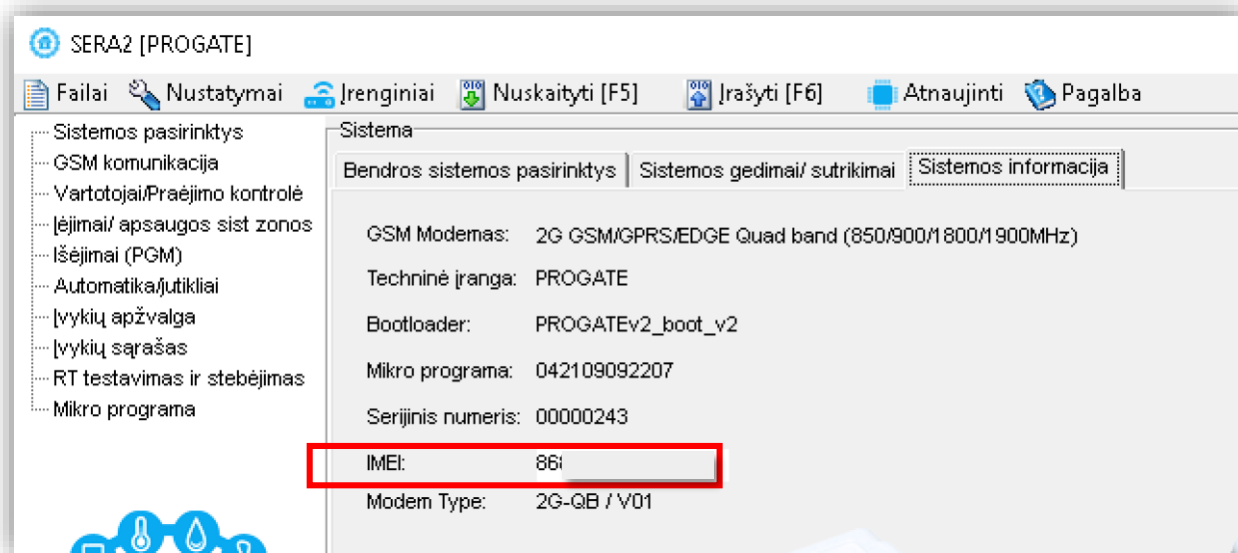 SERA2 [PROGATE]
Failai Nustatymai Įrenginiai Nuskaityti [F5] Įrašyti [F6] Atnaujinti Pagalba
Sistemos pasirinktys
GSM komunikacija
Vartotojai/Praėjimo kontrolė
Įėjimai/ apsaugos sist zonos
Išėjimai (PGM)
Automatika/jutikliai
Įvykių apžvalga
Įvykių sąrašas
RT testavimas ir stebėjimas
Mikro programa
Sistema
Bendros sistemos pasirinktys Sistemos gedimai/ sutrikimai Sistemos informacija
GSM Modemas: 2G GSM/GPRS/EDGE Quad band (850/900/1800/1900MHz)
Techninė įranga: PROGATE
Bootloader: PROGATEv2_boot_v2
Mikro programa: 042109092207
Serijinis numeris: 00000243
IMEI: 86
Modem Type: 2G-QB / V01